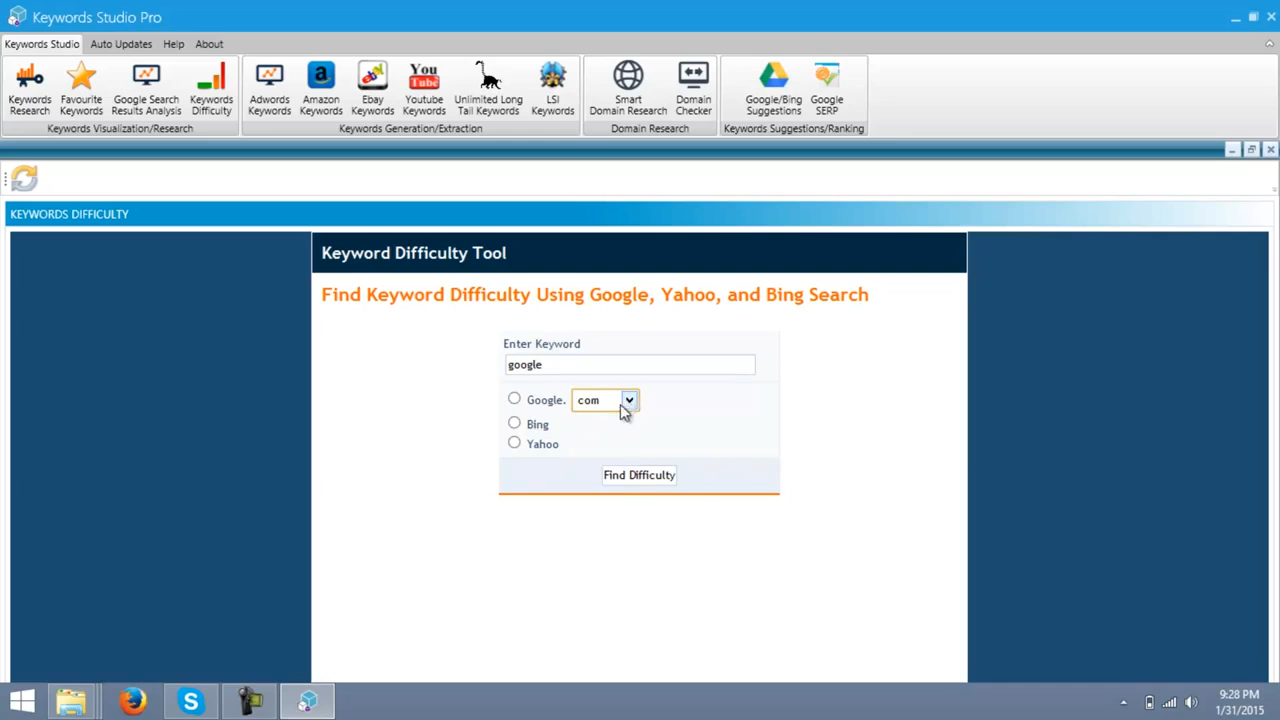 Keywords Studio Pro
Keywords Studio Auto Updates Help About
Keywords Research
Favourite Keywords
Google Search Results Analysis
Keywords Difficulty
Keywords Visualization/Research
Adwords Keywords
a
Amazon Keywords
ebay
Ebay Keywords
You Tube
Youtube Keywords
Unlimited Long Tail Keywords
LSI Keywords
Keywords Generation/Extraction
Smart Domain Research
Domain Checker
Domain Research
Google/Bing Suggestions
Google SERP
Keywords Suggestions/Ranking
KEYWORDS DIFFICULTY
Keyword Difficulty Tool
Find Keyword Difficulty Using Google, Yahoo, and Bing Search
Enter Keyword
google
Google. com
Bing
Yahoo
Find Difficulty
S
9:28 PM
1/31/2015